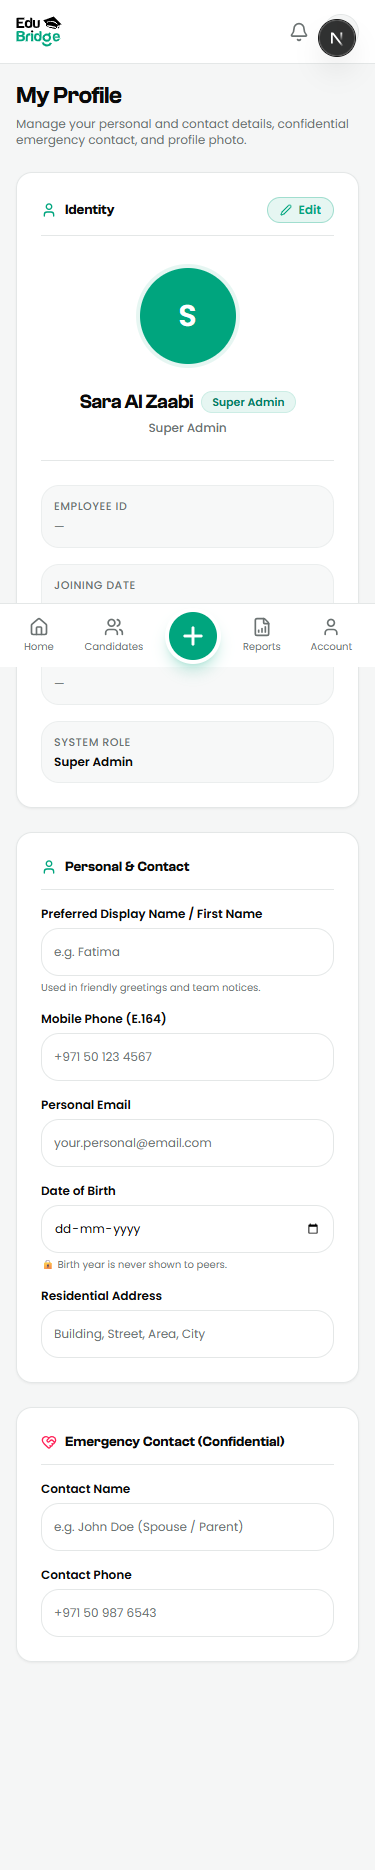 Edu
Bridge
N
My Profile
Manage your personal and contact details, confidential
emergency contact, and profile photo.
Identity
Edit
S
Sara Al Zaabi
Super Admin
Super Admin
EMPLOYEE ID
—
JOINING DATE
Home
Candidates
Reports
Account
—
SYSTEM ROLE
Super Admin
Personal & Contact
Preferred Display Name / First Name
e.g. Fatima
Used in friendly greetings and team notices.
Mobile Phone (E.164)
+971 50 123 4567
Personal Email
your.personal@email.com
Date of Birth
dd-mm-yyyy
🔒 Birth year is never shown to peers.
Residential Address
Building, Street, Area, City
Emergency Contact (Confidential)
Contact Name
e.g. John Doe (Spouse / Parent)
Contact Phone
+971 50 987 6543